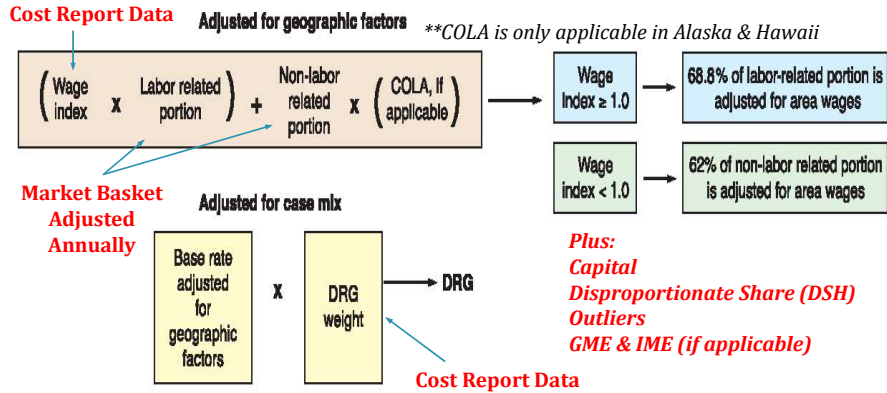 Cost Report Data
Adjusted for geographic factors
**COLA is only applicable in Alaska & Hawaii
( Wage index x Labor related portion ) + Non-labor related portion x ( COLA, If applicable )
Wage
Index ≥ 1.0
68.8% of labor-related portion is
adjusted for area wages
Wage
index < 1.0
62% of non-labor related portion
is adjusted for area wages
Market Basket
Adjusted
Annually
Adjusted for case mix
Base rate
adjusted
for
geographic
factors
x
DRG
weight
DRG
Cost Report Data
Plus:
Capital
Disproportionate Share (DSH)
Outliers
GME & IME (if applicable)